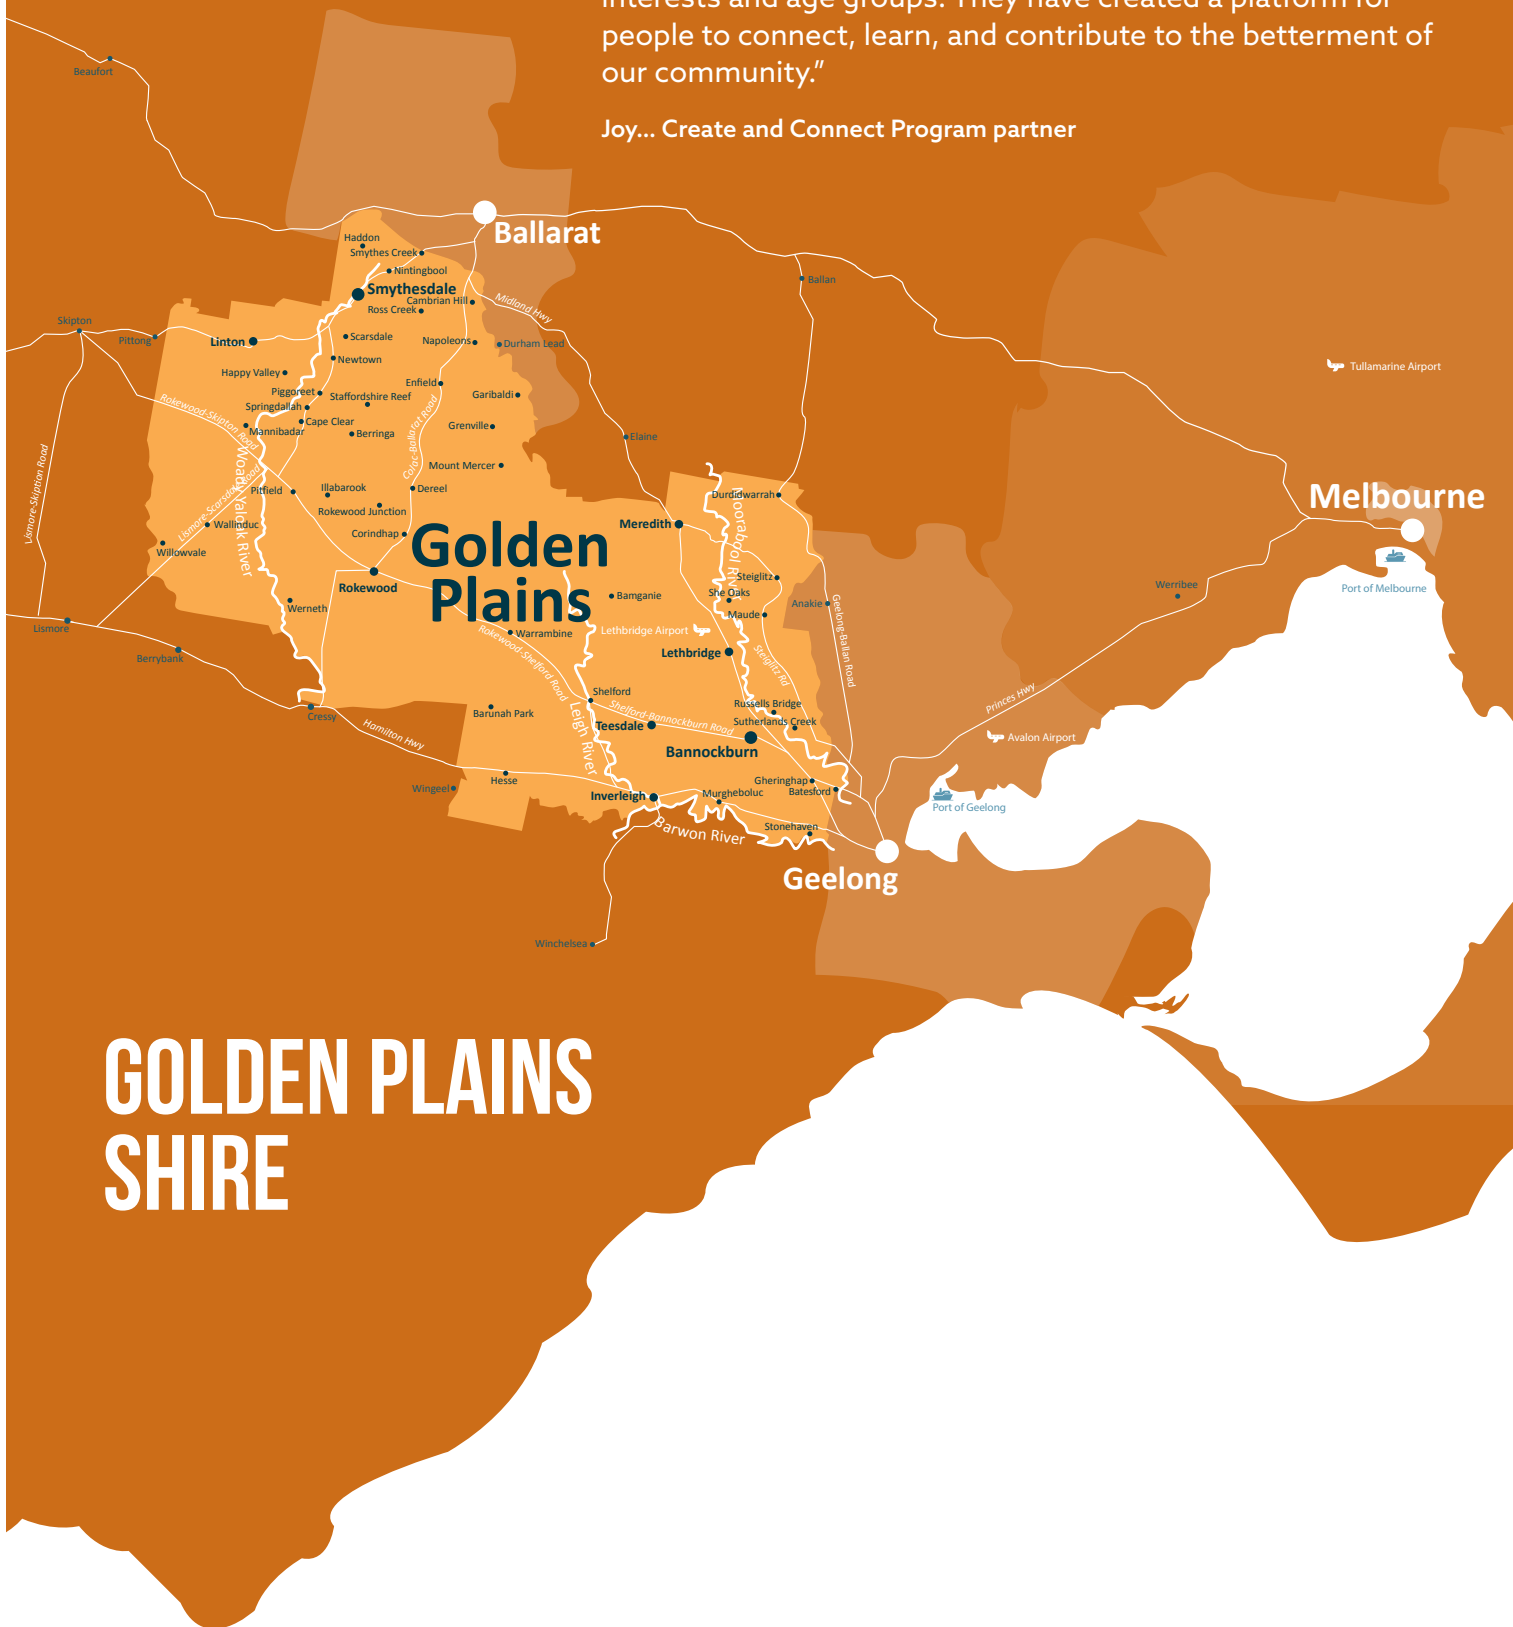 interests and age groups. They have created a platform for
people to connect, learn, and contribute to the betterment of
our community.”
Joy... Create and Connect Program partner
Beaufort
Ballarat
Haddon
Smythes Creek
Nintingbool
Smythesdale
Cambrian Hill
Ross Creek
Midland Hwy
Ballan
Skipton
Pittong
Linton
Scarsdale
Napoleons
Durham Lead
Newtown
Happy Valley
Tullamarine Airport
Enfield
Piggoreet
Staffordshire Reef
Garibaldi
Springdallah
Rokewood-Skipton Road
Cape Clear
Mannibadar
Berringa
Colac-Ballarat Road
Grenville
Elaine
Mount Mercer
Lismore-Skipton Road
Woady Yaloak River
Lismore-Scarsdale Road
Pitfield
Illabarook
Dereel
Rokewood Junction
Durdidwarrah
Moorabool River
Melbourne
Wallinduc
Corindhap
Meredith
Willowvale
Golden
Plains
Rokewood
Steiglitz
She Oaks
Bamganie
Anakie
Geelong-Ballan Road
Werribee
Port of Melbourne
Werneth
Maude
Lismore
Warrambine
Lethbridge Airport
Rokewood-Shelford Road
Lethbridge
Steiglitz Rd
Berrybank
Shelford
Princes Hwy
Cressy
Barunah Park
Leigh River
Shelford-Bannockburn Road
Russells Bridge
Sutherlands Creek
Hamilton Hwy
Teesdale
Bannockburn
Avalon Airport
Hesse
Gheringhap
Wingeel
Inverleigh
Murgheboluc
Batesford
Port of Geelong
Barwon River
Stonehaven
Geelong
Winchelsea
GOLDEN PLAINS
SHIRE